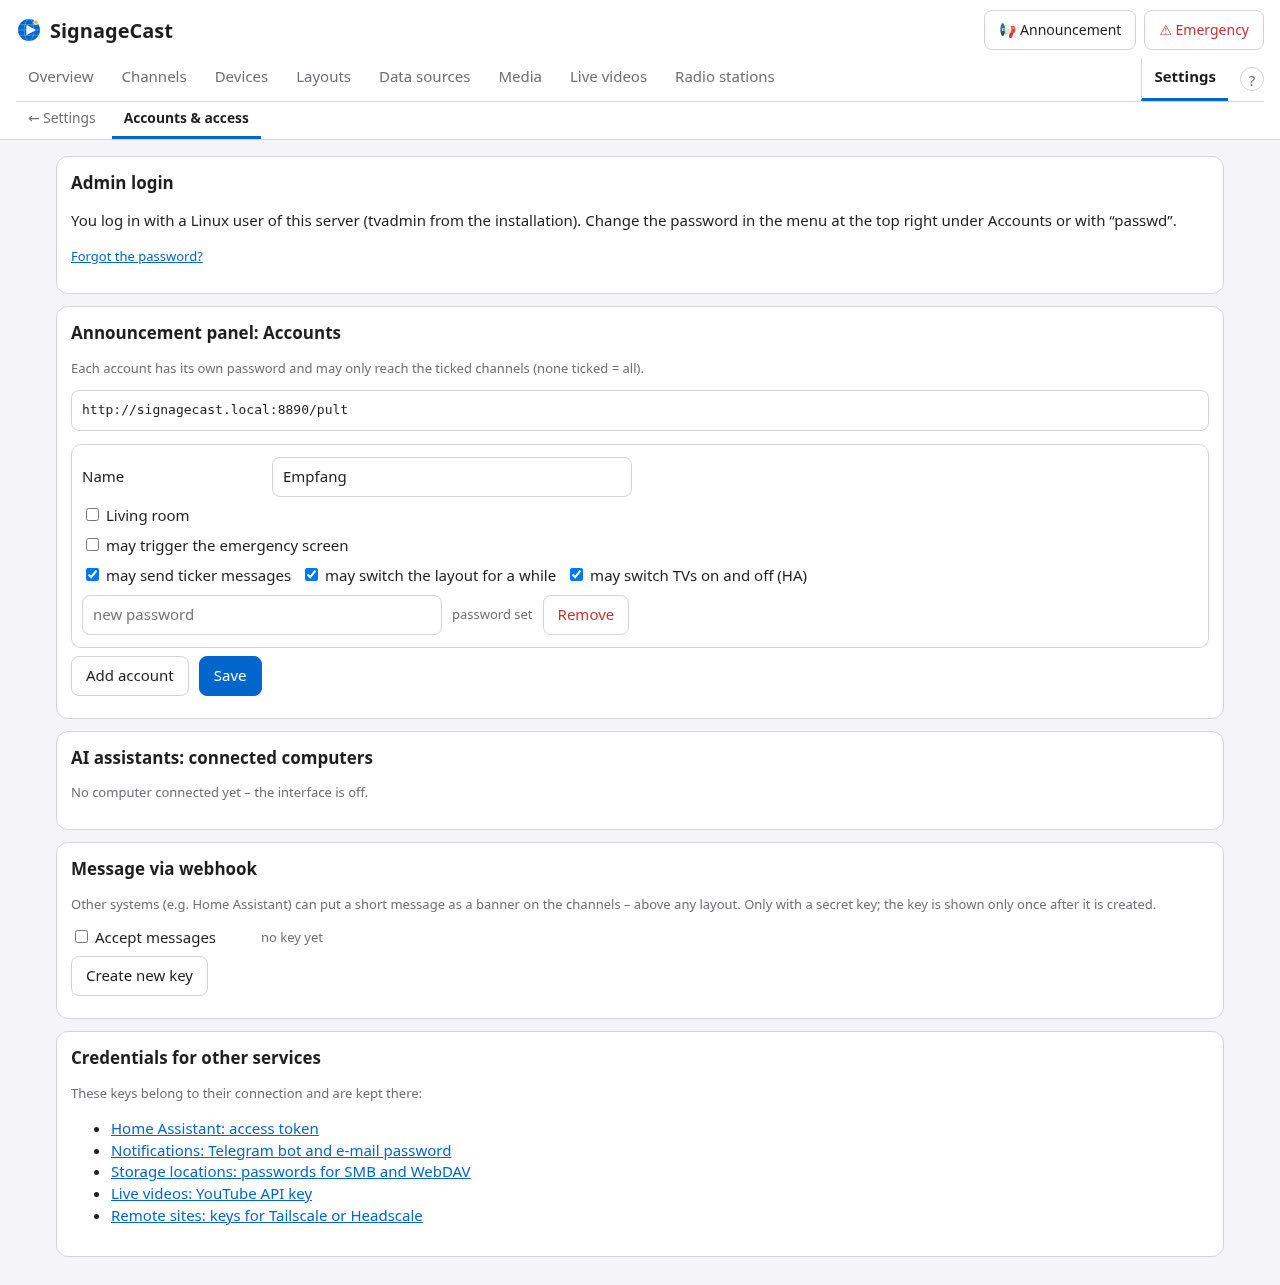 SignageCast
📢 Announcement
⚠ Emergency
Overview Channels Devices Layouts Data sources Media Live videos Radio stations Settings ?
← Settings Accounts & access
Admin login
You log in with a Linux user of this server (tvadmin from the installation). Change the password in the menu at the top right under Accounts or with “passwd”.
Forgot the password?
Announcement panel: Accounts
Each account has its own password and may only reach the ticked channels (none ticked = all).
http://signagecast.local:8890/pult
Name Empfang
Living room
may trigger the emergency screen
may send ticker messages may switch the layout for a while may switch TVs on and off (HA)
new password password set Remove
Add account Save
AI assistants: connected computers
No computer connected yet – the interface is off.
Message via webhook
Other systems (e.g. Home Assistant) can put a short message as a banner on the channels – above any layout. Only with a secret key; the key is shown only once after it is created.
Accept messages no key yet
Create new key
Credentials for other services
These keys belong to their connection and are kept there:
• Home Assistant: access token
• Notifications: Telegram bot and e-mail password
• Storage locations: passwords for SMB and WebDAV
• Live videos: YouTube API key
• Remote sites: keys for Tailscale or Headscale